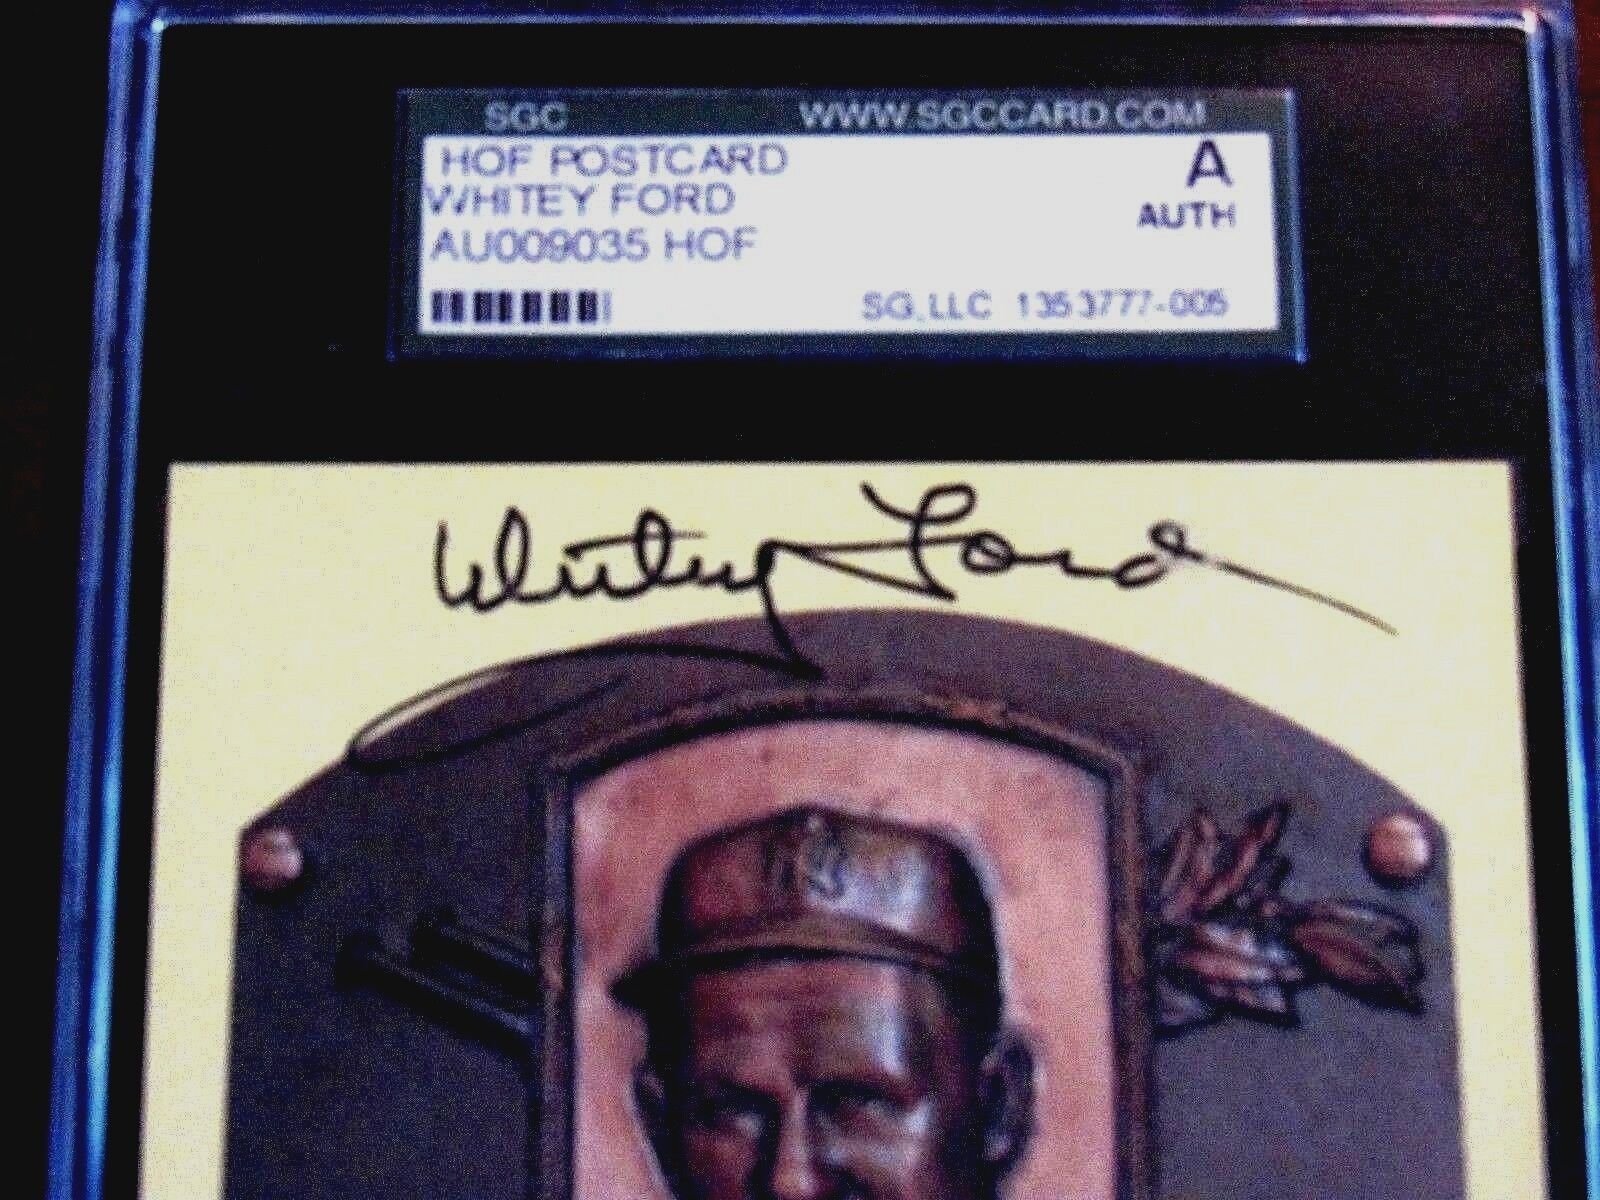 SGC WWW.SGCCARD.COM
HOF POSTCARD A
WHITEY FORD AUTH
AU009035 HOF
SG, LLC 1353777-005
Whitey Ford